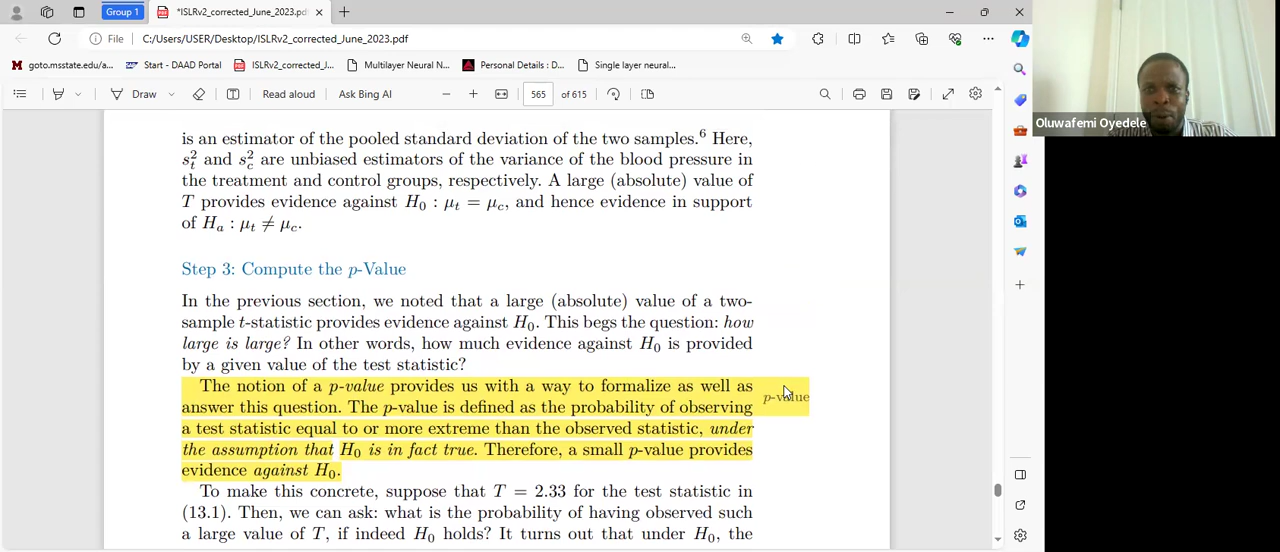 Group 1
*ISLRv2_corrected_June_2023.pd
File
C:/Users/USER/Desktop/ISLRv2_corrected_June_2023.pdf
goto.msstate.edu/a...
Start - DAAD Portal
ISLRv2_corrected_J...
Multilayer Neural N...
Personal Details : D...
Single layer neural...
Draw
Read aloud
Ask Bing AI
565 of 615
Oluwafemi Oyedele
is an estimator of the pooled standard deviation of the two samples.⁶ Here,
s²ₜ and s²_c are unbiased estimators of the variance of the blood pressure in
the treatment and control groups, respectively. A large (absolute) value of
T provides evidence against H₀ : μₜ = μ_c, and hence evidence in support
of Hₐ : μₜ ≠ μ_c.
Step 3: Compute the p-Value
In the previous section, we noted that a large (absolute) value of a two-
sample t-statistic provides evidence against H₀. This begs the question: how
large is large? In other words, how much evidence against H₀ is provided
by a given value of the test statistic?
The notion of a p-value provides us with a way to formalize as well as
answer this question. The p-value is defined as the probability of observing
p-value
a test statistic equal to or more extreme than the observed statistic, under
the assumption that H₀ is in fact true. Therefore, a small p-value provides
evidence against H₀.
To make this concrete, suppose that T = 2.33 for the test statistic in
(13.1). Then, we can ask: what is the probability of having observed such
a large value of T, if indeed H₀ holds? It turns out that under H₀, the